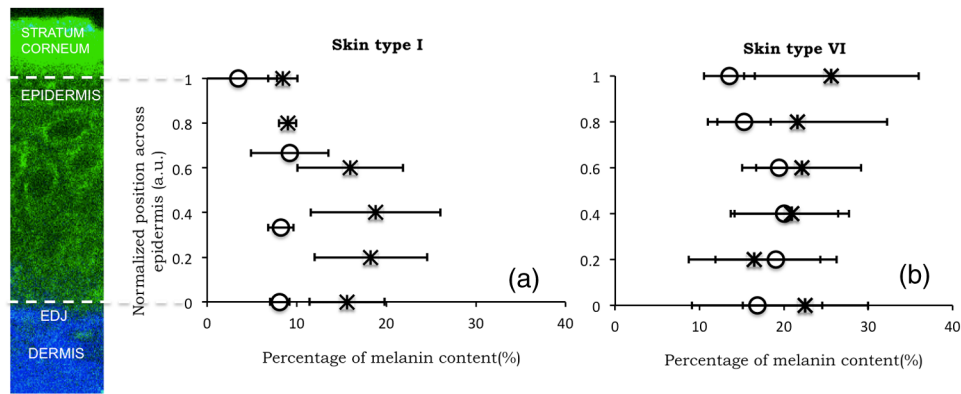 STRATUM
CORNEUM
EPIDERMIS
EDJ
DERMIS
Skin type I
Normalized position across
epidermis (a.u.)
1
0.8
0.6
0.4
0.2
0
0 10 20 30 40
(a)
Percentage of melanin content(%)
Skin type VI
1
0.8
0.6
0.4
0.2
0
0 10 20 30 40
(b)
Percentage of melanin content(%)